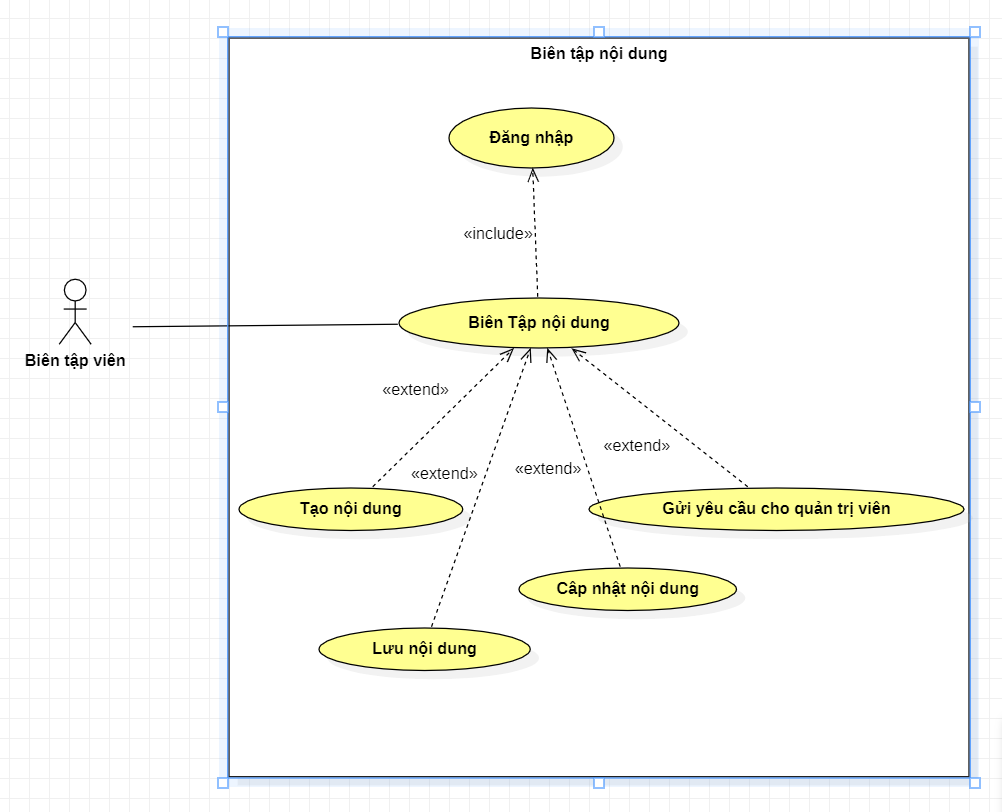 Biên tập nội dung
Đăng nhập
«include»
Biên Tập nội dung
Biên tập viên
«extend»
«extend»
«extend»
«extend»
Tạo nội dung
Gửi yêu cầu cho quản trị viên
Câp nhật nội dung
Lưu nội dung